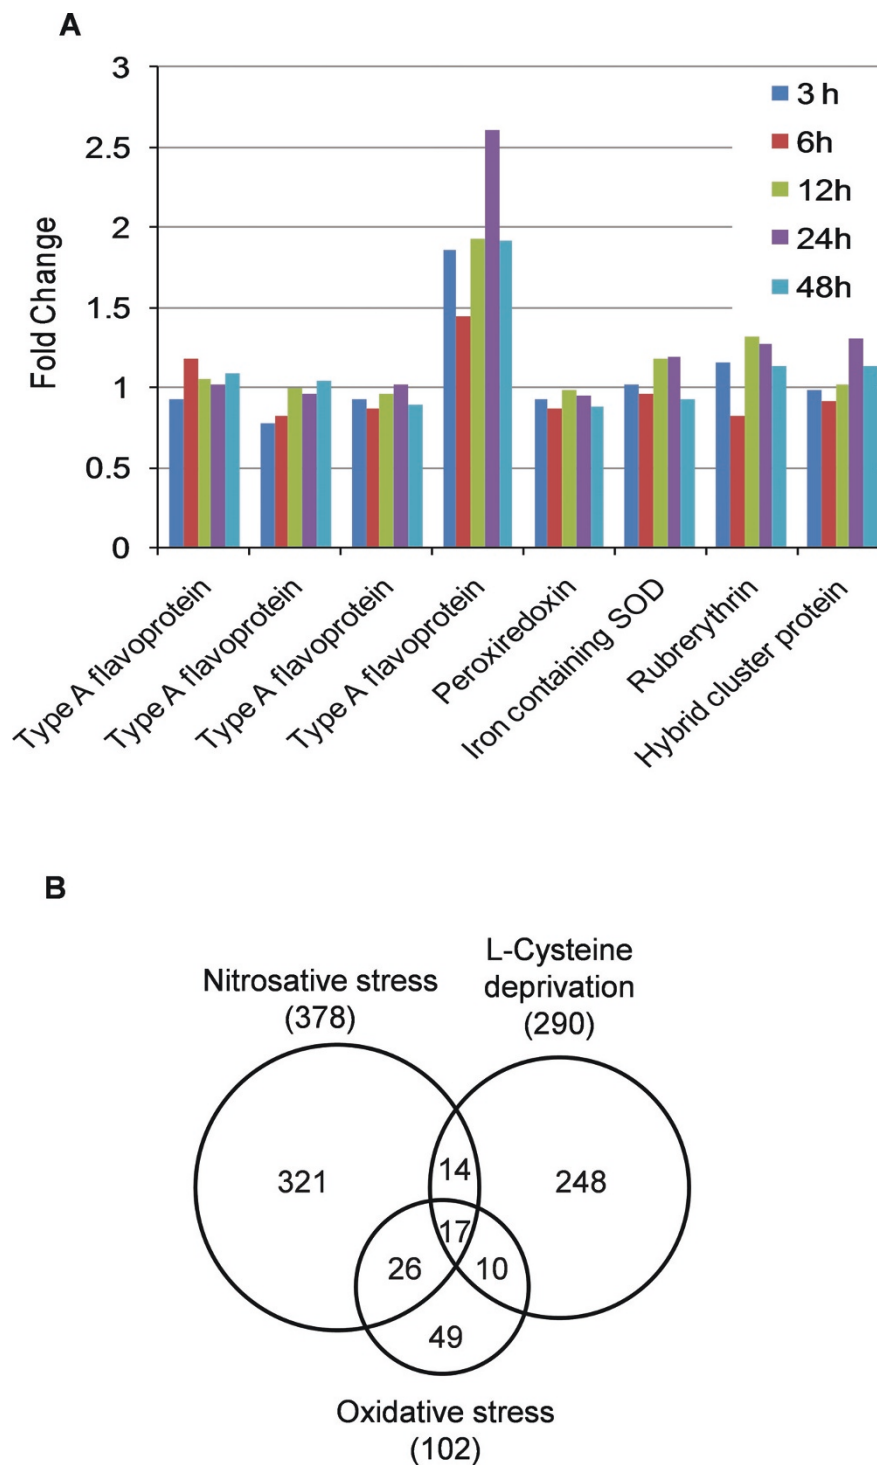 A
3
2.5
2
1.5
1
0.5
0
Fold Change
3 h
6h
12h
24h
48h
Type A flavoprotein
Type A flavoprotein
Type A flavoprotein
Type A flavoprotein
Peroxiredoxin
Iron containing SOD
Rubrerythrin
Hybrid cluster protein
B
Nitrosative stress
(378)
L-Cysteine
deprivation
(290)
321
14
248
17
26
10
49
Oxidative stress
(102)